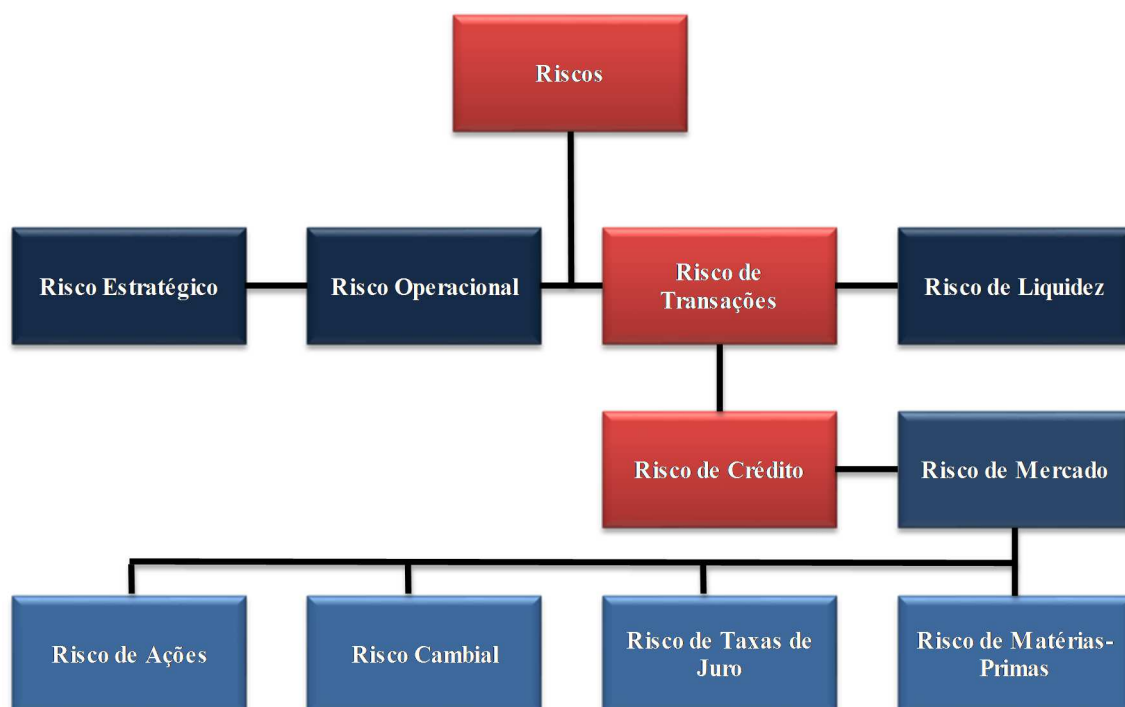 Riscos
Risco Estratégico
Risco Operacional
Risco de
Transações
Risco de Liquidez
Risco de Crédito
Risco de Mercado
Risco de Ações
Risco Cambial
Risco de Taxas de
Juro
Risco de Matérias-
Primas